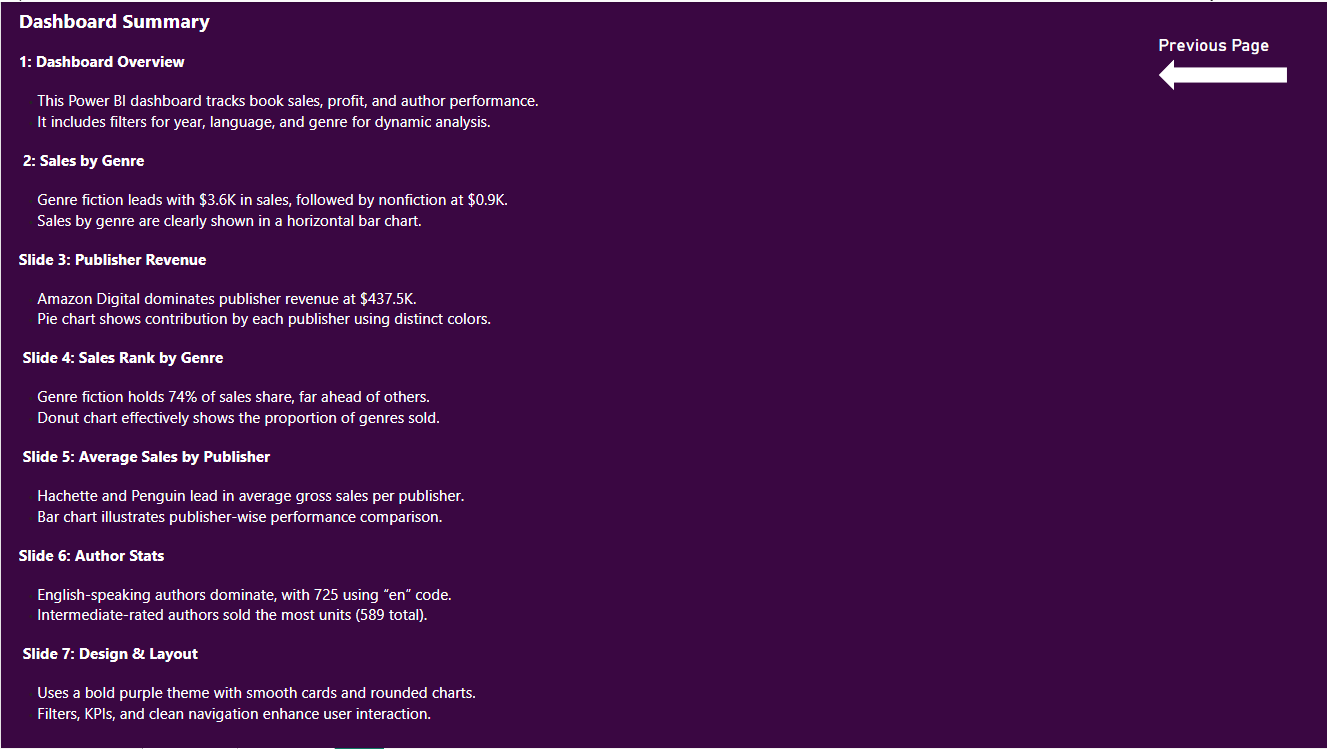 Dashboard Summary
Previous Page
1: Dashboard Overview
This Power BI dashboard tracks book sales, profit, and author performance.
It includes filters for year, language, and genre for dynamic analysis.
2: Sales by Genre
Genre fiction leads with $3.6K in sales, followed by nonfiction at $0.9K.
Sales by genre are clearly shown in a horizontal bar chart.
Slide 3: Publisher Revenue
Amazon Digital dominates publisher revenue at $437.5K.
Pie chart shows contribution by each publisher using distinct colors.
Slide 4: Sales Rank by Genre
Genre fiction holds 74% of sales share, far ahead of others.
Donut chart effectively shows the proportion of genres sold.
Slide 5: Average Sales by Publisher
Hachette and Penguin lead in average gross sales per publisher.
Bar chart illustrates publisher-wise performance comparison.
Slide 6: Author Stats
English-speaking authors dominate, with 725 using “en” code.
Intermediate-rated authors sold the most units (589 total).
Slide 7: Design & Layout
Uses a bold purple theme with smooth cards and rounded charts.
Filters, KPIs, and clean navigation enhance user interaction.